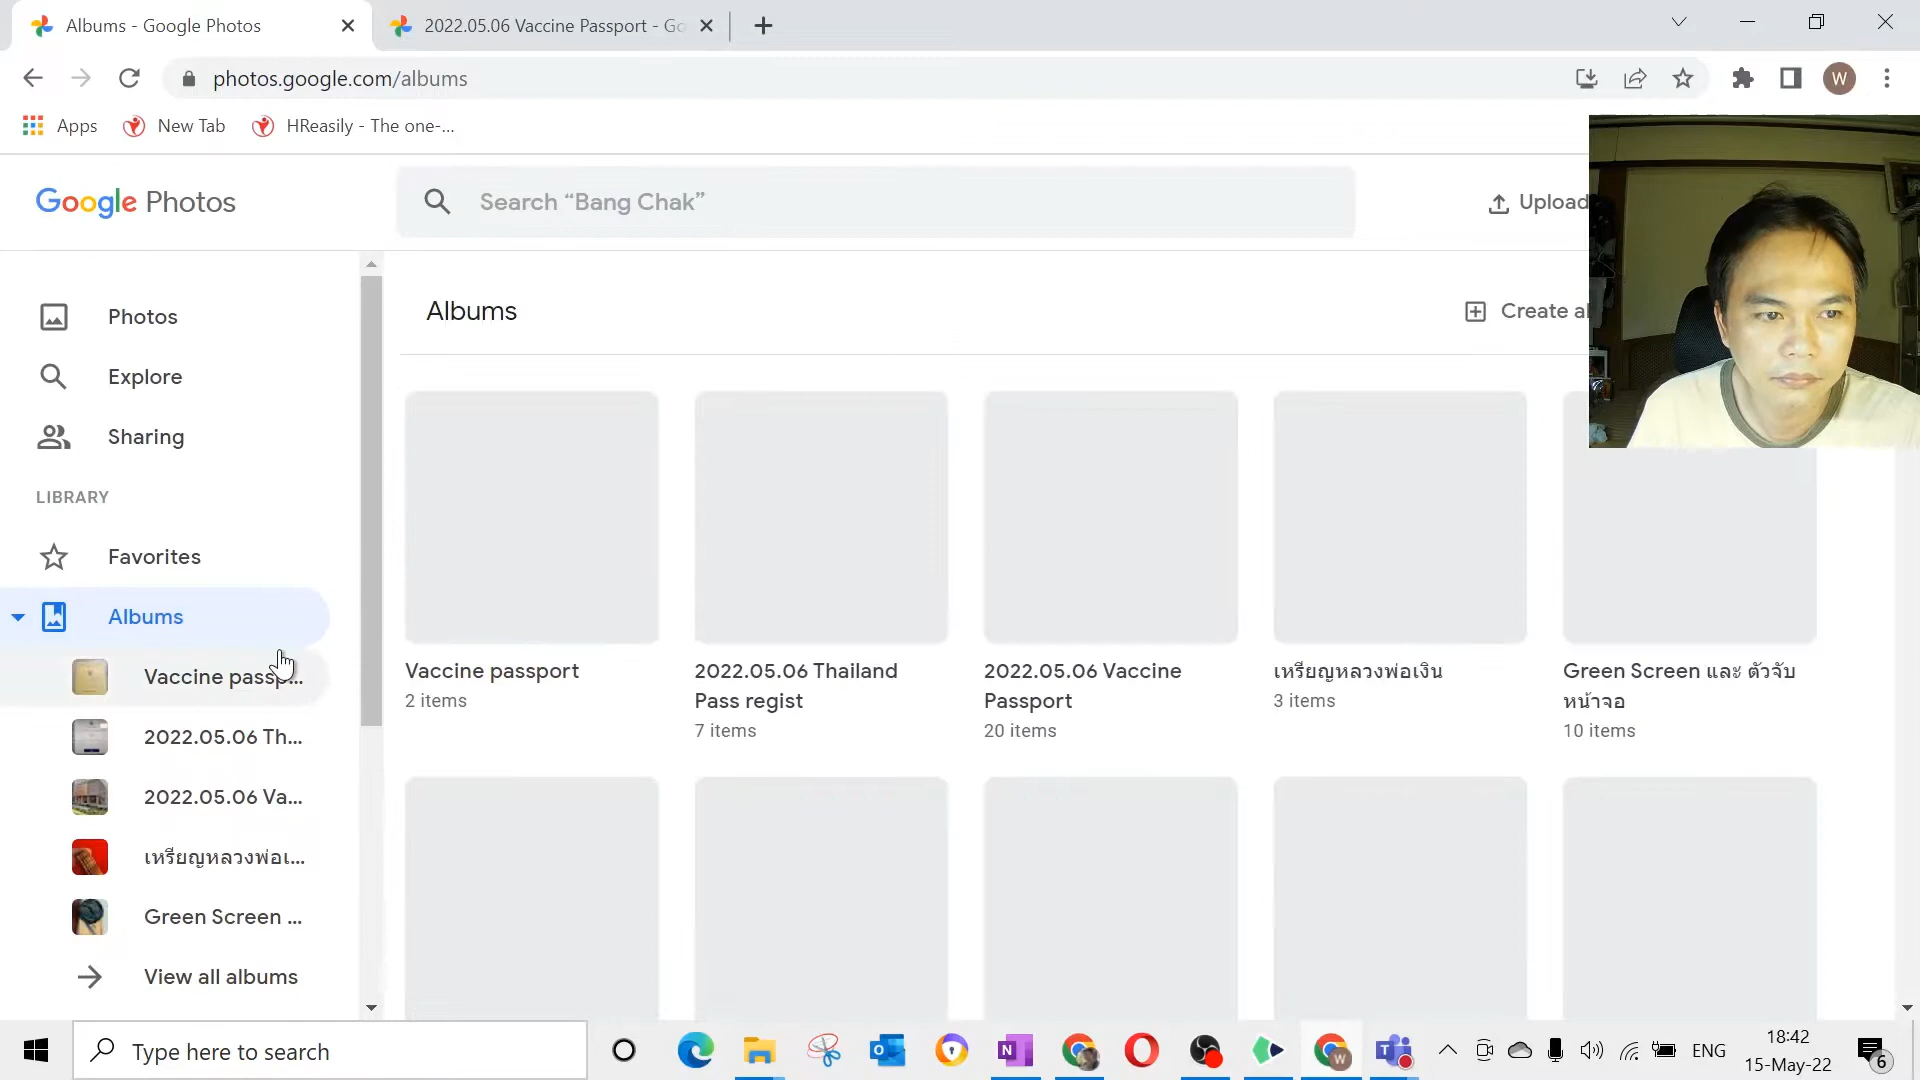 Albums - Google Photos
2022.05.06 Vaccine Passport - Go
photos.google.com/albums
W
Apps
New Tab
HReasily - The one-...
Google Photos
Search “Bang Chak”
Upload
Photos
Explore
Sharing
LIBRARY
Favorites
Albums
Vaccine passp...
2022.05.06 Th...
2022.05.06 Va...
เหรียญหลวงพ่อเ...
Green Screen ...
View all albums
Albums
Create al
Vaccine passport
2 items
2022.05.06 Thailand
Pass regist
7 items
2022.05.06 Vaccine
Passport
20 items
เหรียญหลวงพ่อเงิน
3 items
Green Screen และ ตัวจับ
หน้าจอ
10 items
Type here to search
ENG
18:42
15-May-22
6